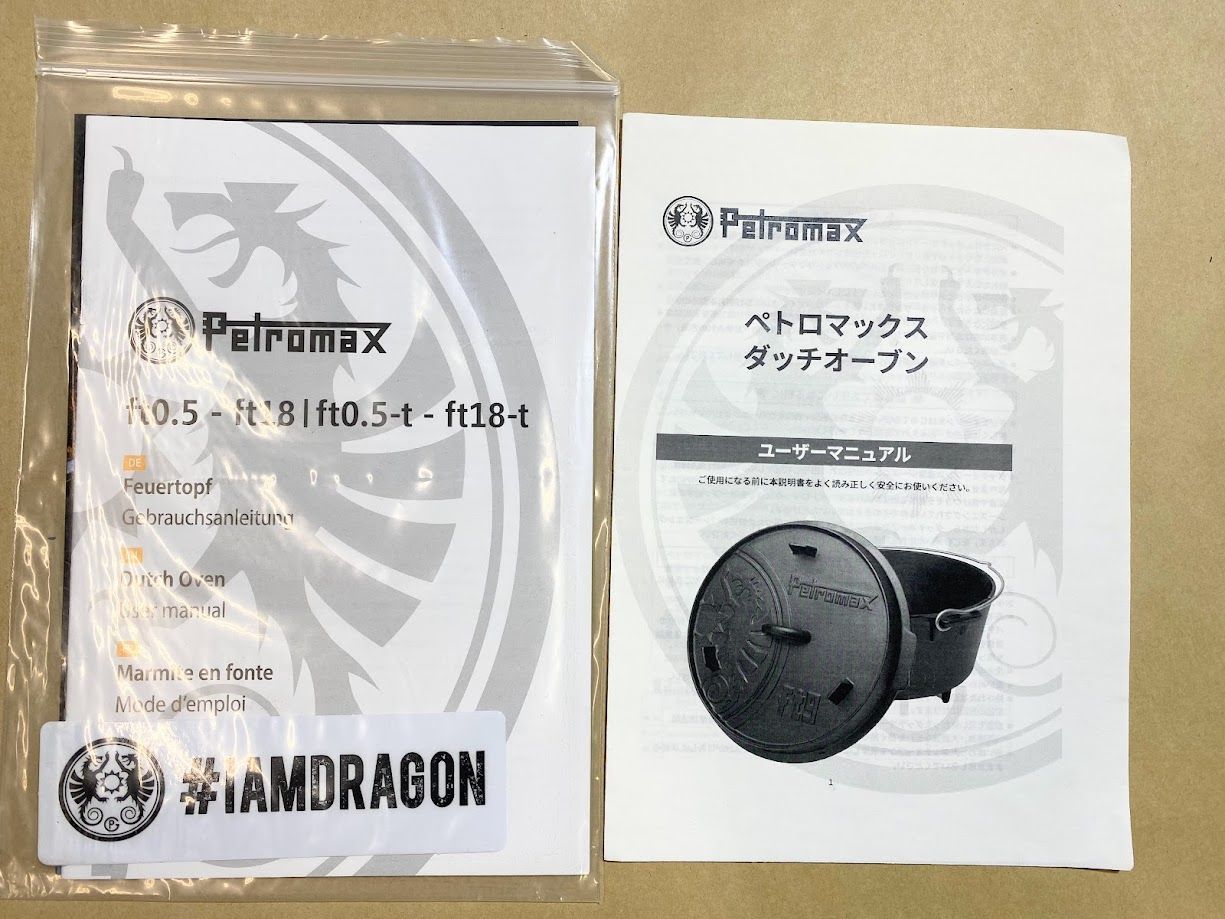 Petromax
ft0.5 - ft18 | ft0.5-t - ft18-t
DE
Feuertopf
Gebrauchsanleitung
EN
Dutch Oven
User manual
Marmite en fonte
Mode d'emploi
#IAMDRAGON
Petromax
ペトロマックス
ダッチオーブン
ユーザーマニュアル
ご使用になる前に本説明書をよく読み正しく安全にお使いください。
Petromax
ft9
1